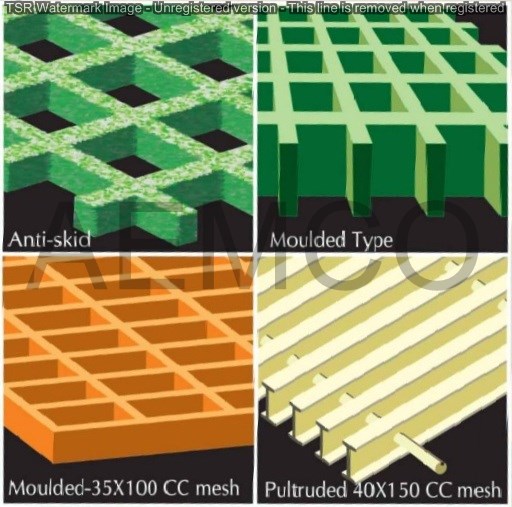 TSR Watermark Image - Unregistered version - This line is removed when registered
Anti-skid
Moulded Type
AEMCO
Moulded-35X100 CC mesh
Pultruded 40X150 CC mesh